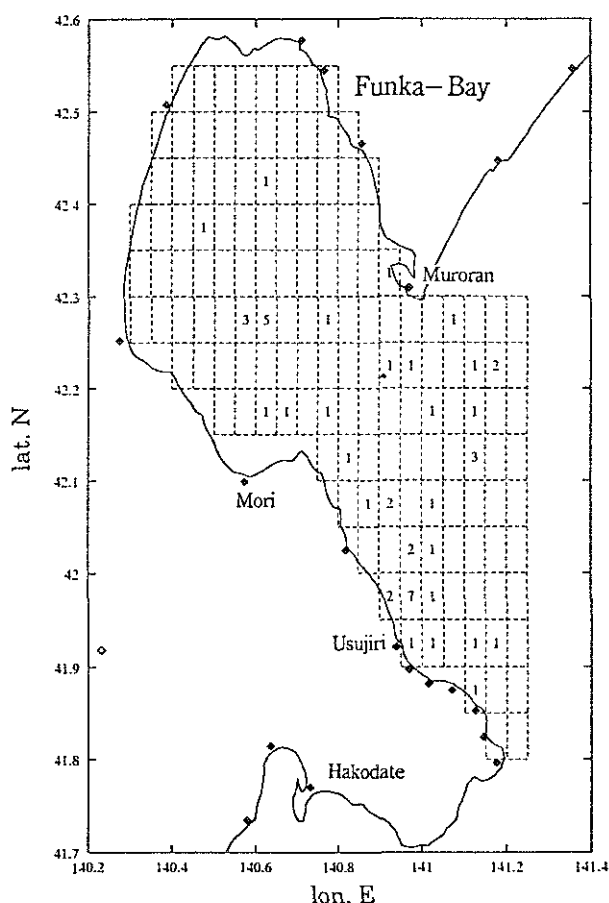 42.6
Funka-Bay
42.5
1
42.4
1
1 Muroran
42.3
3 5 1 1
1 1 1 2
42.2
1 1 1 1 1
1 3
42.1
Mori
1 2 1
2 1
42
2 7 1
Usujiri 1 1 1 1
41.9
1
41.8
Hakodate
41.7
140.2 140.4 140.6 140.8 141 141.2 141.4
lat. N
lon, E